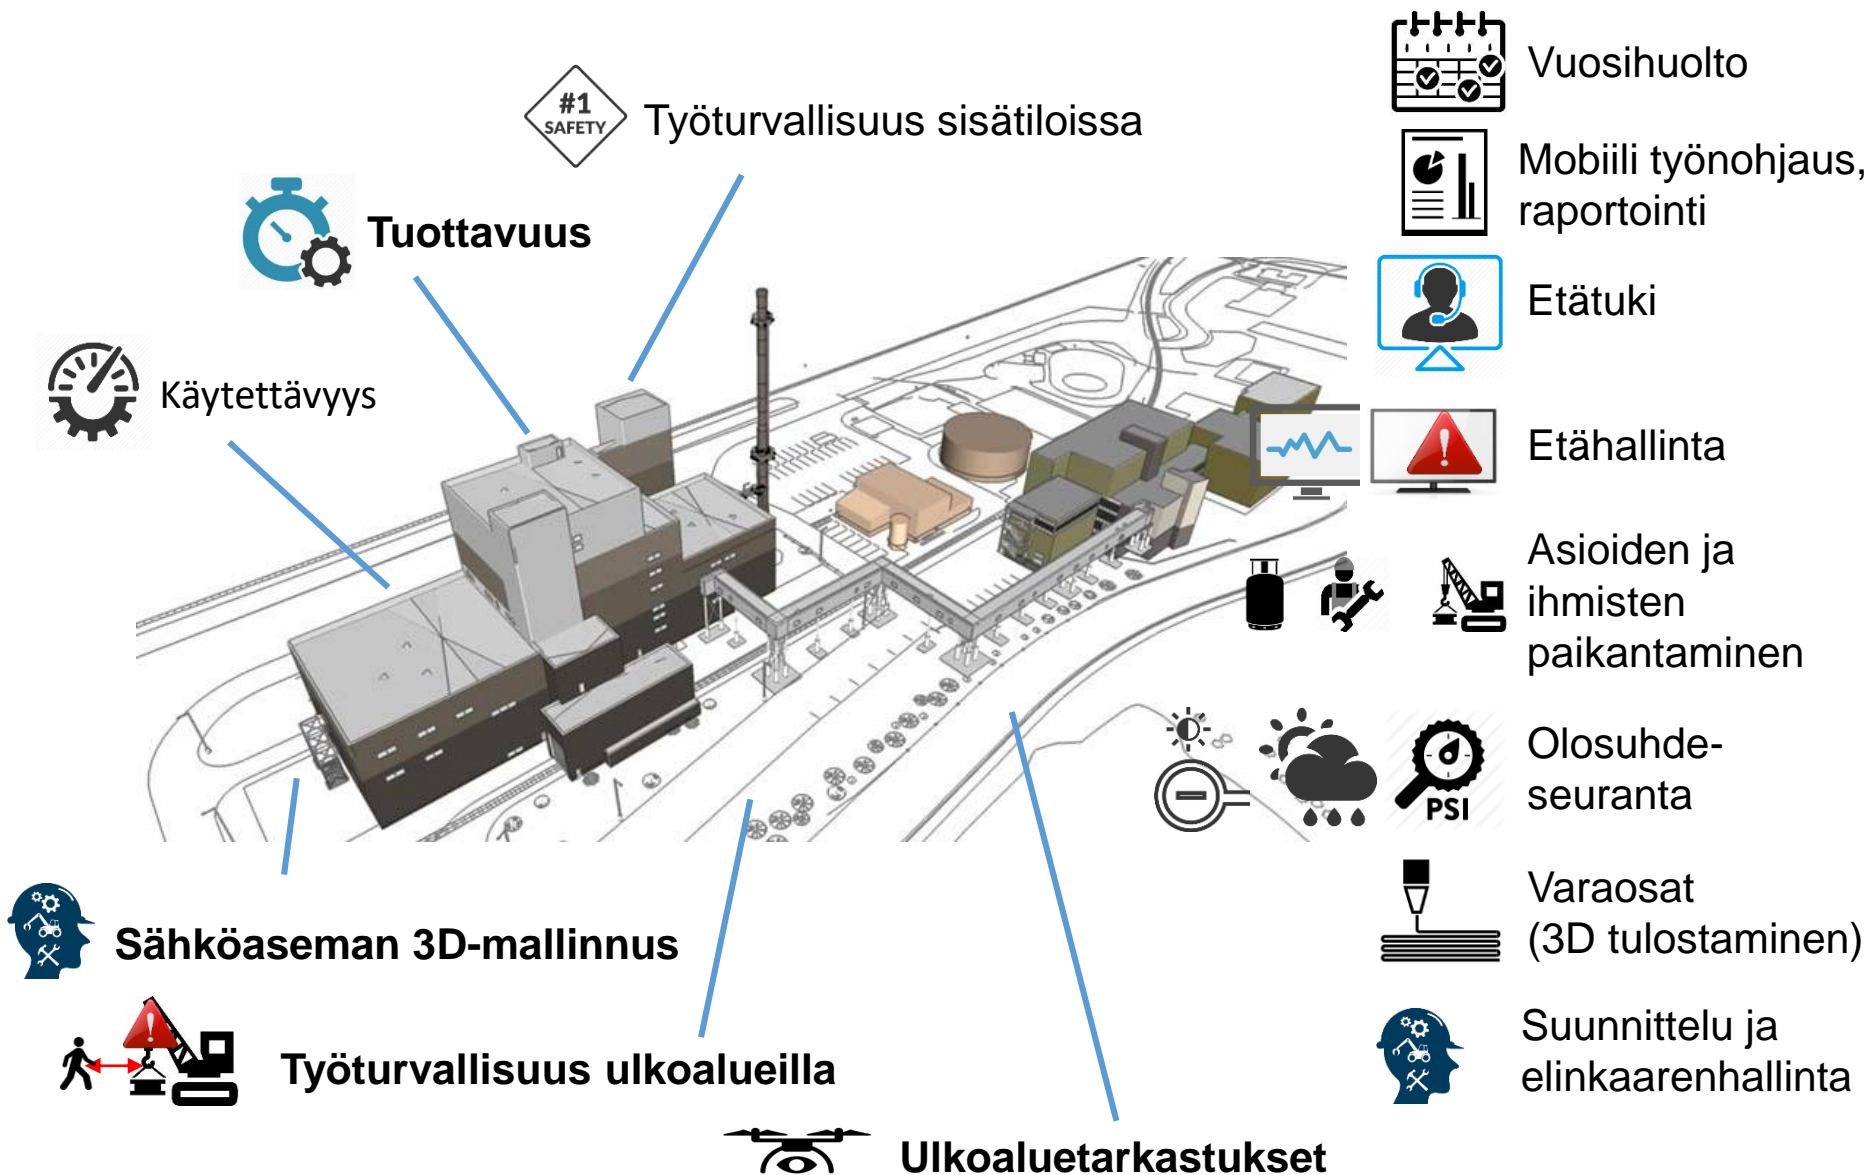 #1
SAFETY
Työturvallisuus sisätiloissa
Tuottavuus
Käytettävyys
Sähköaseman 3D-mallinnus
Työturvallisuus ulkoalueilla
Ulkoaluetarkastukset
Vuosihuolto
Mobiili työnohjaus,
raportointi
Etätuki
Etähallinta
Asioiden ja
ihmisten
paikantaminen
PSI
Olosuhde-
seuranta
Varaosat
(3D tulostaminen)
Suunnittelu ja
elinkaarenhallinta